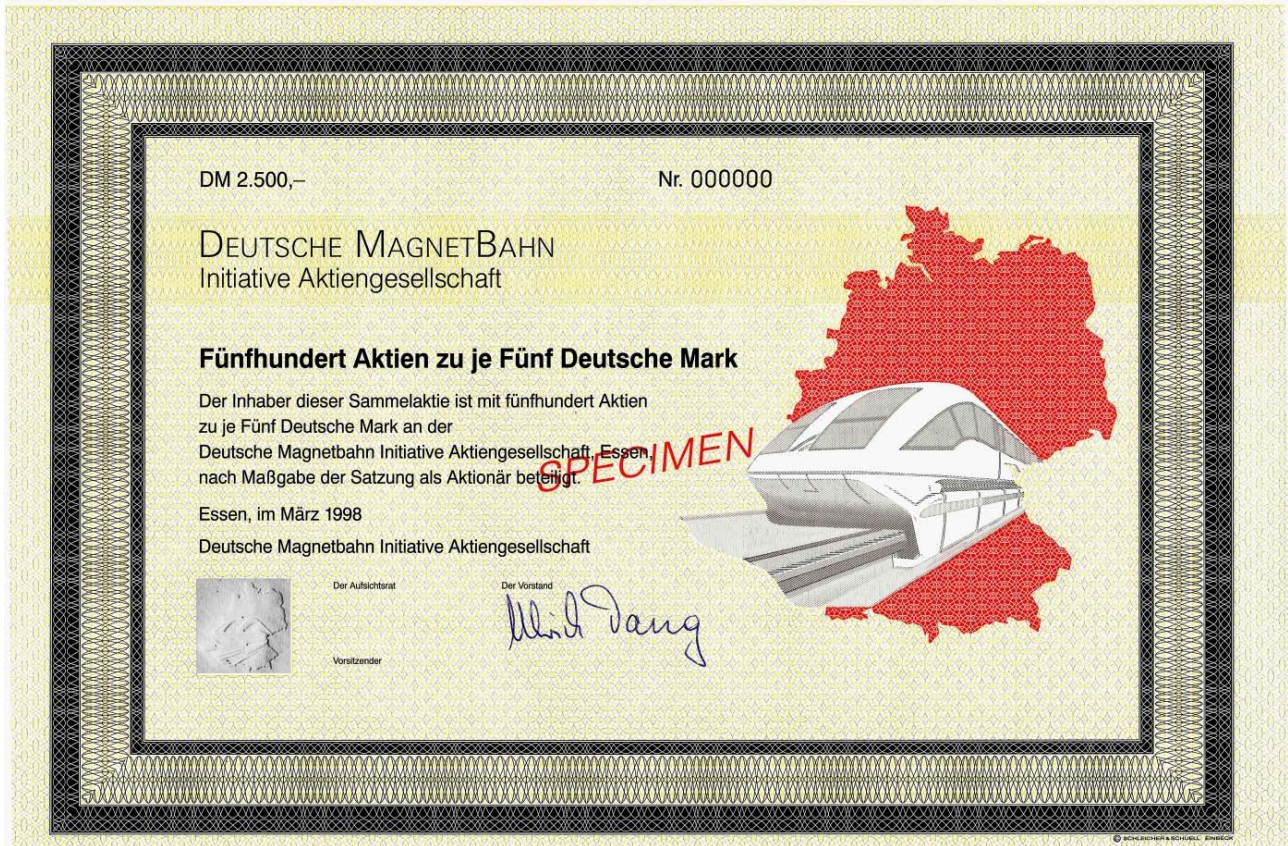 DM 2.500,–
Nr. 000000
DEUTSCHE MAGNETBAHN
Initiative Aktiengesellschaft
Fünfhundert Aktien zu je Fünf Deutsche Mark
Der Inhaber dieser Sammelaktie ist mit fünfhundert Aktien
zu je Fünf Deutsche Mark an der
Deutsche Magnetbahn Initiative Aktiengesellschaft, Essen,
nach Maßgabe der Satzung als Aktionär beteiligt.
SPECIMEN
Essen, im März 1998
Deutsche Magnetbahn Initiative Aktiengesellschaft
Der Aufsichtsrat
Der Vorstand
Vorsitzender
© SCHLEICHER & SCHUELL EINBECK